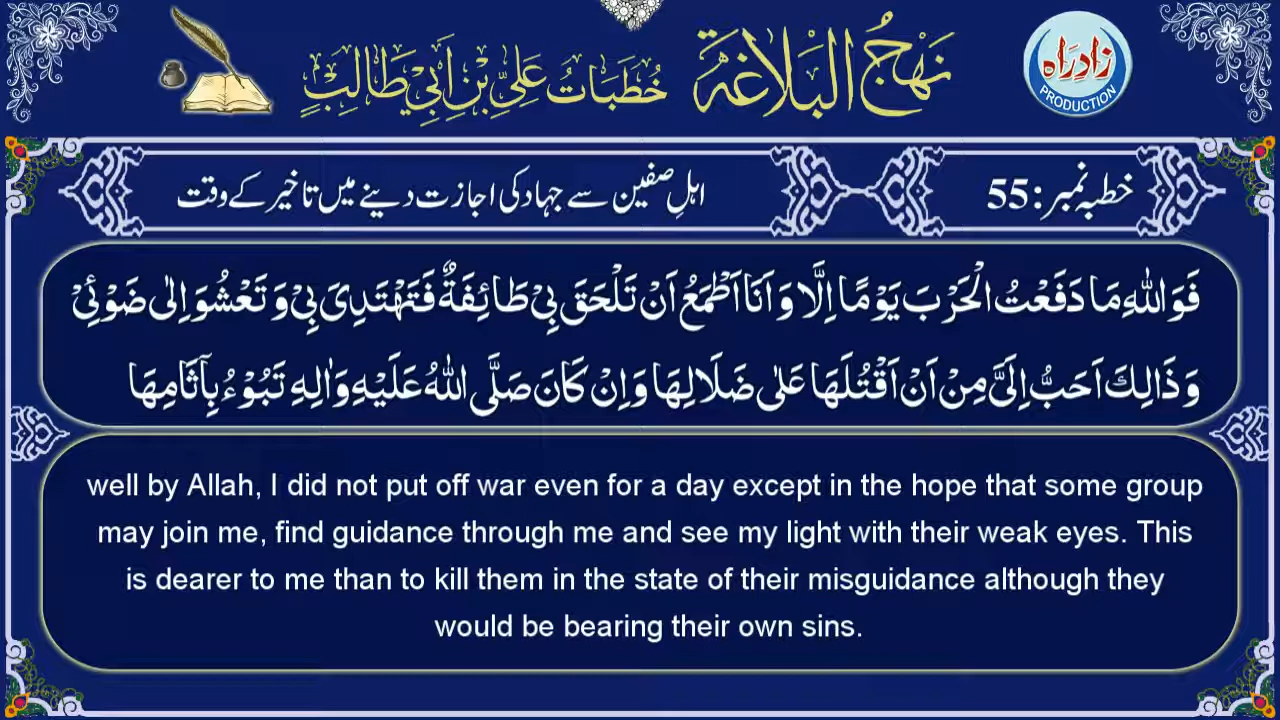 نَهْجُ الْبَلَاغَة خُطَبَاتُ عَلِيِّ بْنِ اَبِيْ طَالِبْ
زادِراہ
PRODUCTION
خطبہ نمبر: 55
اہلِ صفین سے جہاد کی اجازت دینے میں تاخیر کے وقت
فَوَاللهِ مَا دَفَعْتُ الْحَرْبَ يَوْمًا اِلَّا وَ اَنَا اَطْمَعُ اَنْ تَلْحَقَ بِيْ طَائِفَةٌ فَتَهْتَدِیَ بِيْ وَ تَعْشُوَ اِلٰی ضَوْئِيْ
وَ ذَالِكَ اَحَبُّ اِلَیَّ مِنْ اَنْ اَقْتُلَهَا عَلٰی ضَلَالِهَا وَ اِنْ كَانَ صَلَّى اللهُ عَلَيْهِ وَاٰلِهِ تَبُوْءُ بِآثَامِهَا
well by Allah, I did not put off war even for a day except in the hope that some group
may join me, find guidance through me and see my light with their weak eyes. This
is dearer to me than to kill them in the state of their misguidance although they
would be bearing their own sins.